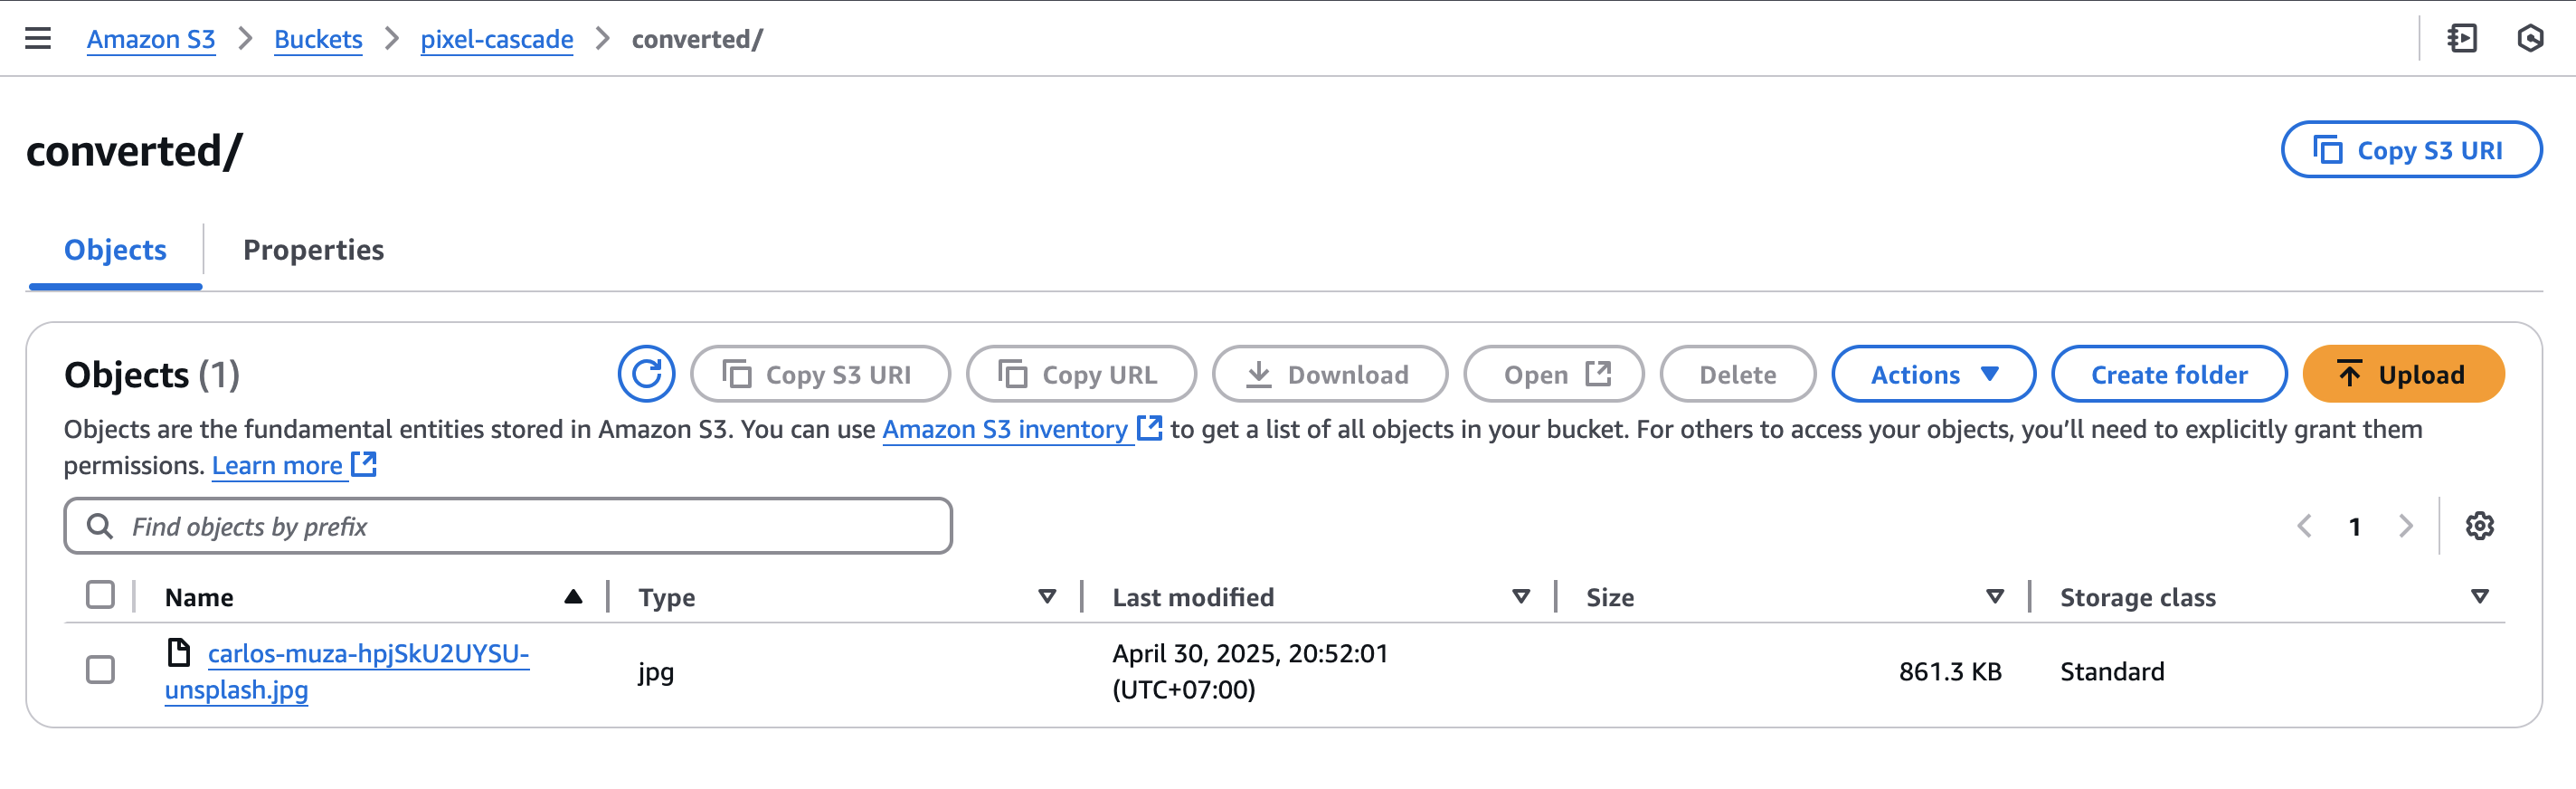 Amazon S3 > Buckets > pixel-cascade > converted/
converted/
Copy S3 URI
Objects
Properties
Objects (1)
Copy S3 URI
Copy URL
Download
Open
Delete
Actions
Create folder
Upload
Objects are the fundamental entities stored in Amazon S3. You can use Amazon S3 inventory to get a list of all objects in your bucket. For others to access your objects, you’ll need to explicitly grant them
permissions. Learn more
Find objects by prefix
1
Name
Type
Last modified
Size
Storage class
carlos-muza-hpjSkU2UYSU-
unsplash.jpg
jpg
April 30, 2025, 20:52:01
(UTC+07:00)
861.3 KB
Standard